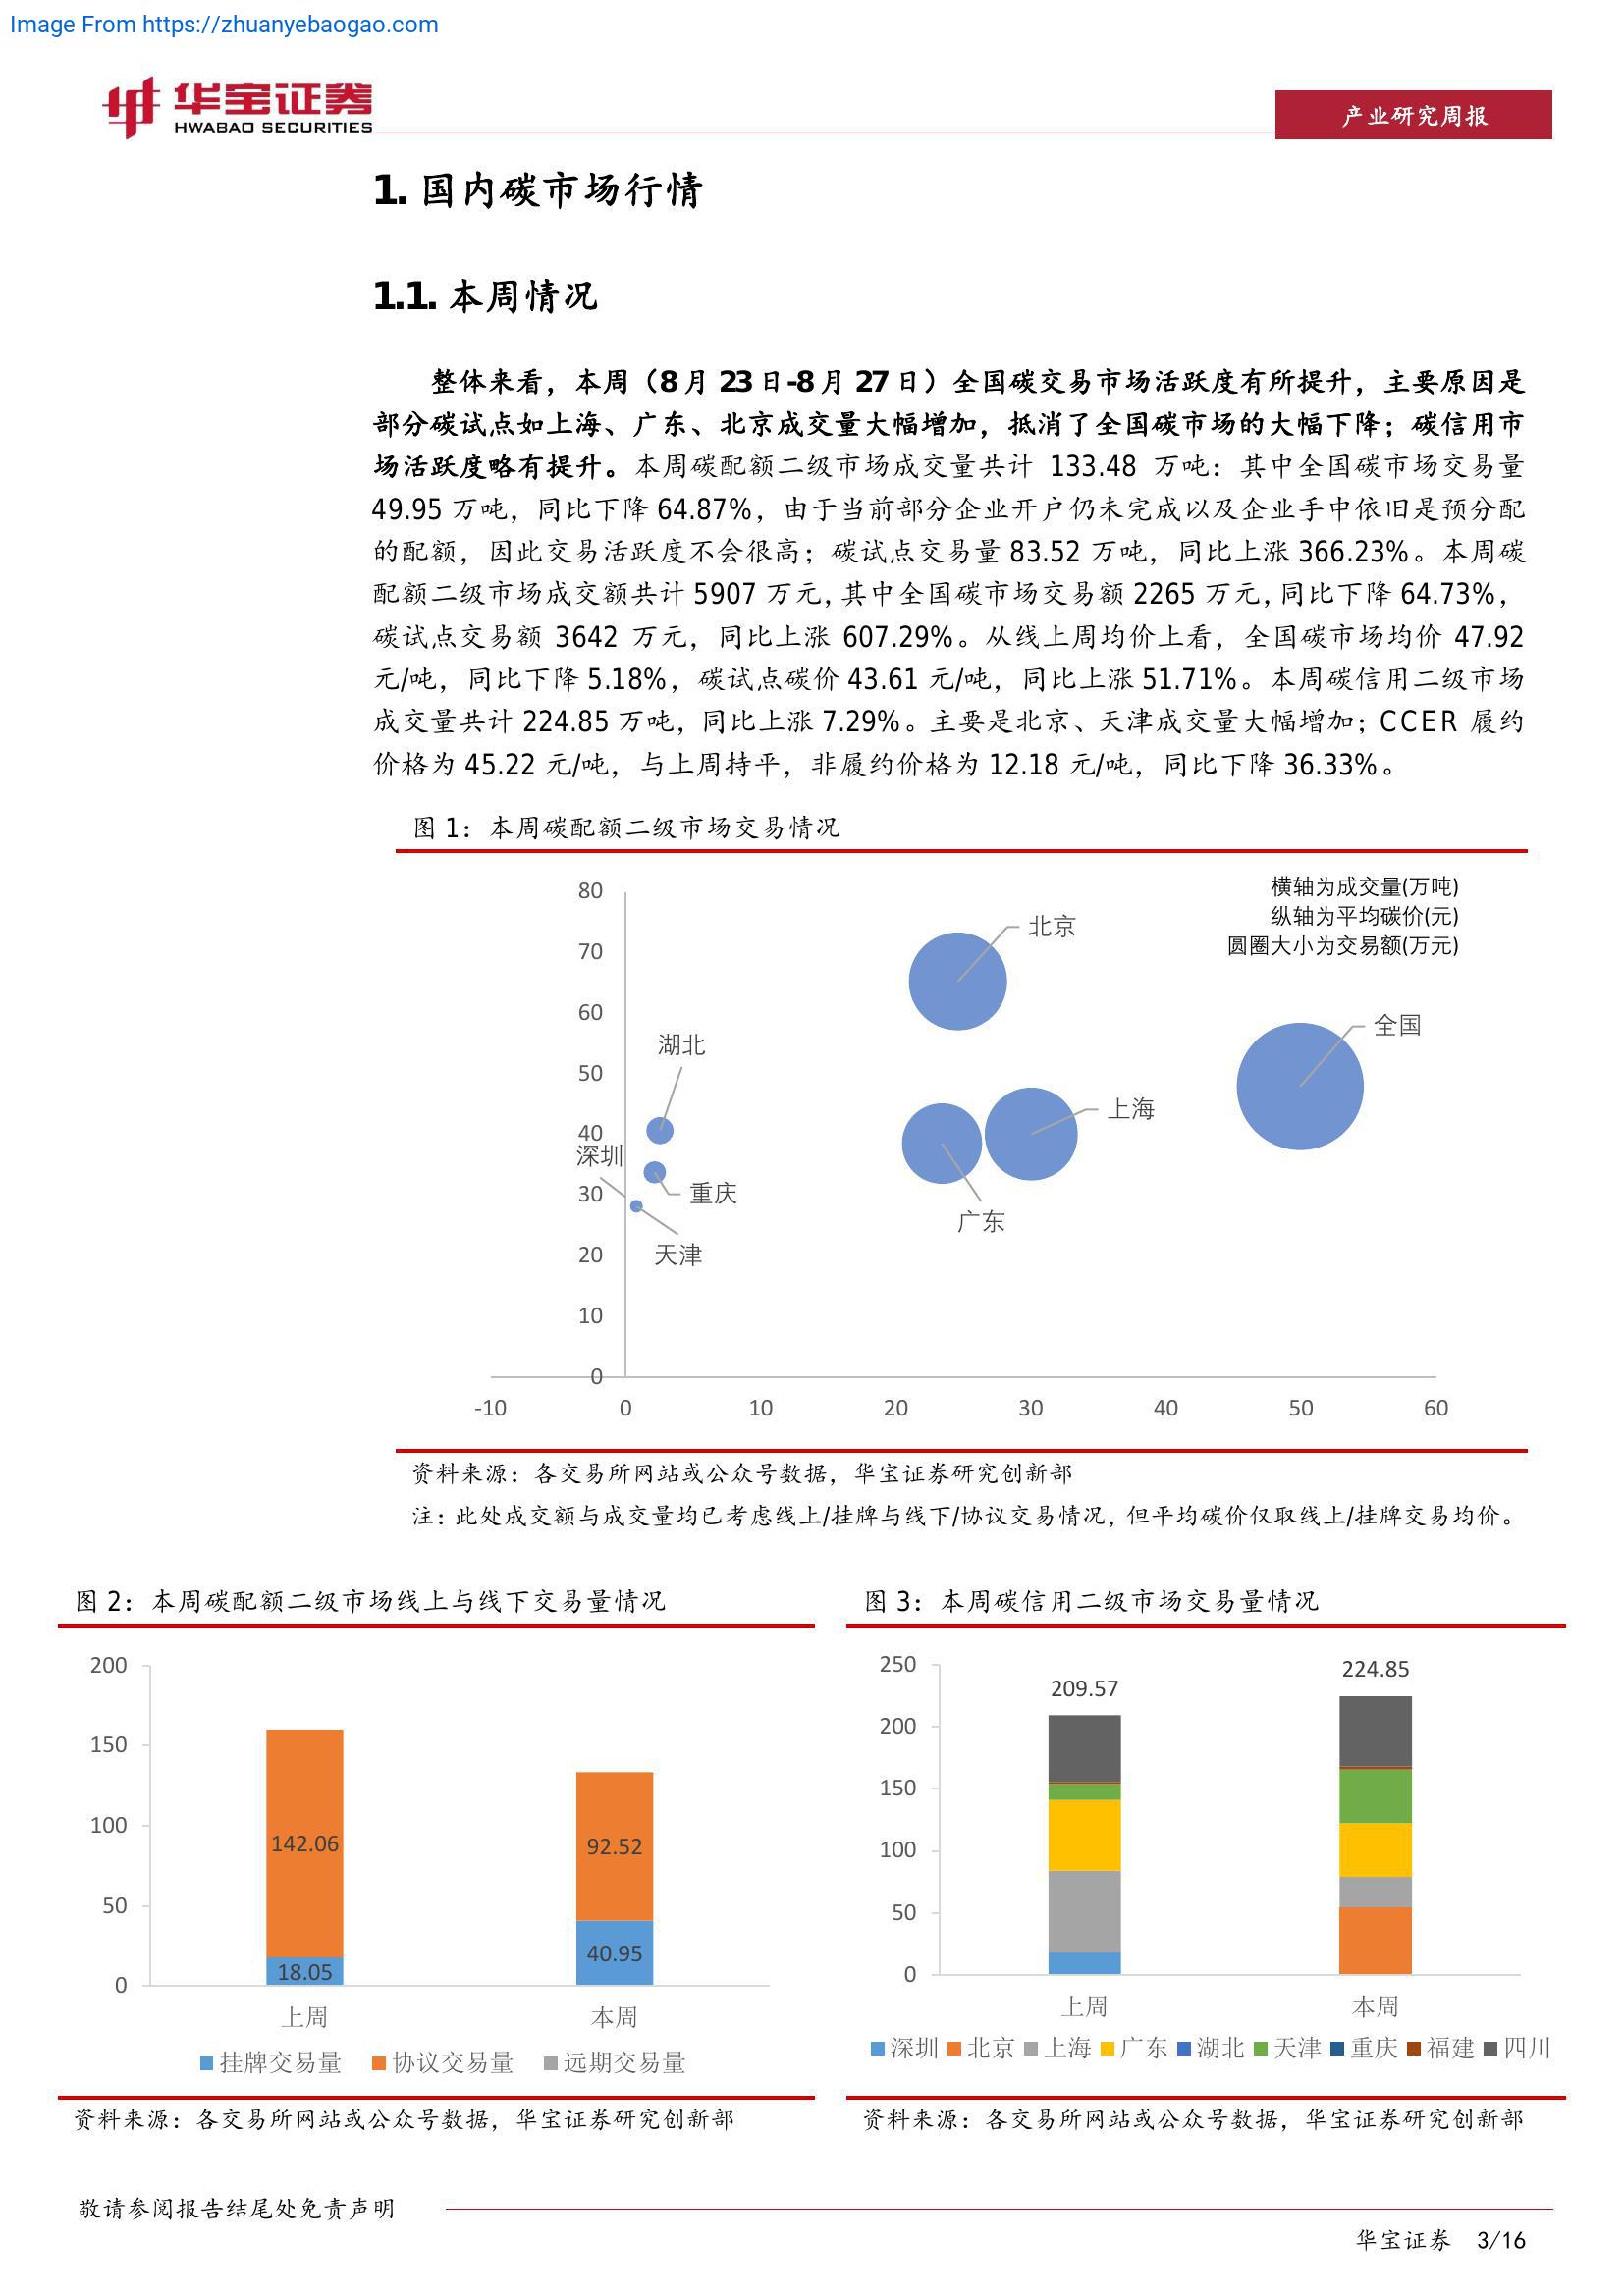 Image From https://zhuanyebaogao.com
华宝证券
HWABAO SECURITIES
产业研究周报
1. 国内碳市场行情
1.1. 本周情况
整体来看，本周（8 月 23 日-8 月 27 日）全国碳交易市场活跃度有所提升，主要原因是
部分碳试点如上海、广东、北京成交量大幅增加，抵消了全国碳市场的大幅下降；碳信用市
场活跃度略有提升。本周碳配额二级市场成交量共计 133.48 万吨：其中全国碳市场交易量
49.95 万吨，同比下降 64.87%，由于当前部分企业开户仍未完成以及企业手中依旧是预分配
的配额，因此交易活跃度不会很高；碳试点交易量 83.52 万吨，同比上涨 366.23%。本周碳
配额二级市场成交额共计 5907 万元，其中全国碳市场交易额 2265 万元，同比下降 64.73%，
碳试点交易额 3642 万元，同比上涨 607.29%。从线上周均价上看，全国碳市场均价 47.92
元/吨，同比下降 5.18%，碳试点碳价 43.61 元/吨，同比上涨 51.71%。本周碳信用二级市场
成交量共计 224.85 万吨，同比上涨 7.29%。主要是北京、天津成交量大幅增加；CCER 履约
价格为 45.22 元/吨，与上周持平，非履约价格为 12.18 元/吨，同比下降 36.33%。
图 1：本周碳配额二级市场交易情况
横轴为成交量(万吨)
纵轴为平均碳价(元)
圆圈大小为交易额(万元)
80
70
60
50
40
30
20
10
0
北京
全国
湖北
上海
深圳
重庆
广东
天津
-10 0 10 20 30 40 50 60
资料来源：各交易所网站或公众号数据，华宝证券研究创新部
注：此处成交额与成交量均已考虑线上/挂牌与线下/协议交易情况，但平均碳价仅取线上/挂牌交易均价。
图 2：本周碳配额二级市场线上与线下交易量情况
200
150
100
50
0
142.06
18.05
92.52
40.95
上周 本周
挂牌交易量 协议交易量 远期交易量
资料来源：各交易所网站或公众号数据，华宝证券研究创新部
图 3：本周碳信用二级市场交易量情况
250
200
150
100
50
0
209.57
224.85
上周 本周
深圳 北京 上海 广东 湖北 天津 重庆 福建 四川
资料来源：各交易所网站或公众号数据，华宝证券研究创新部
敬请参阅报告结尾处免责声明
华宝证券 3/16